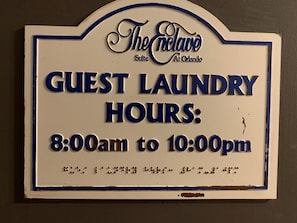 The Enclave
Suites At Orlando
GUEST LAUNDRY
HOURS:
8:00am to 10:00pm